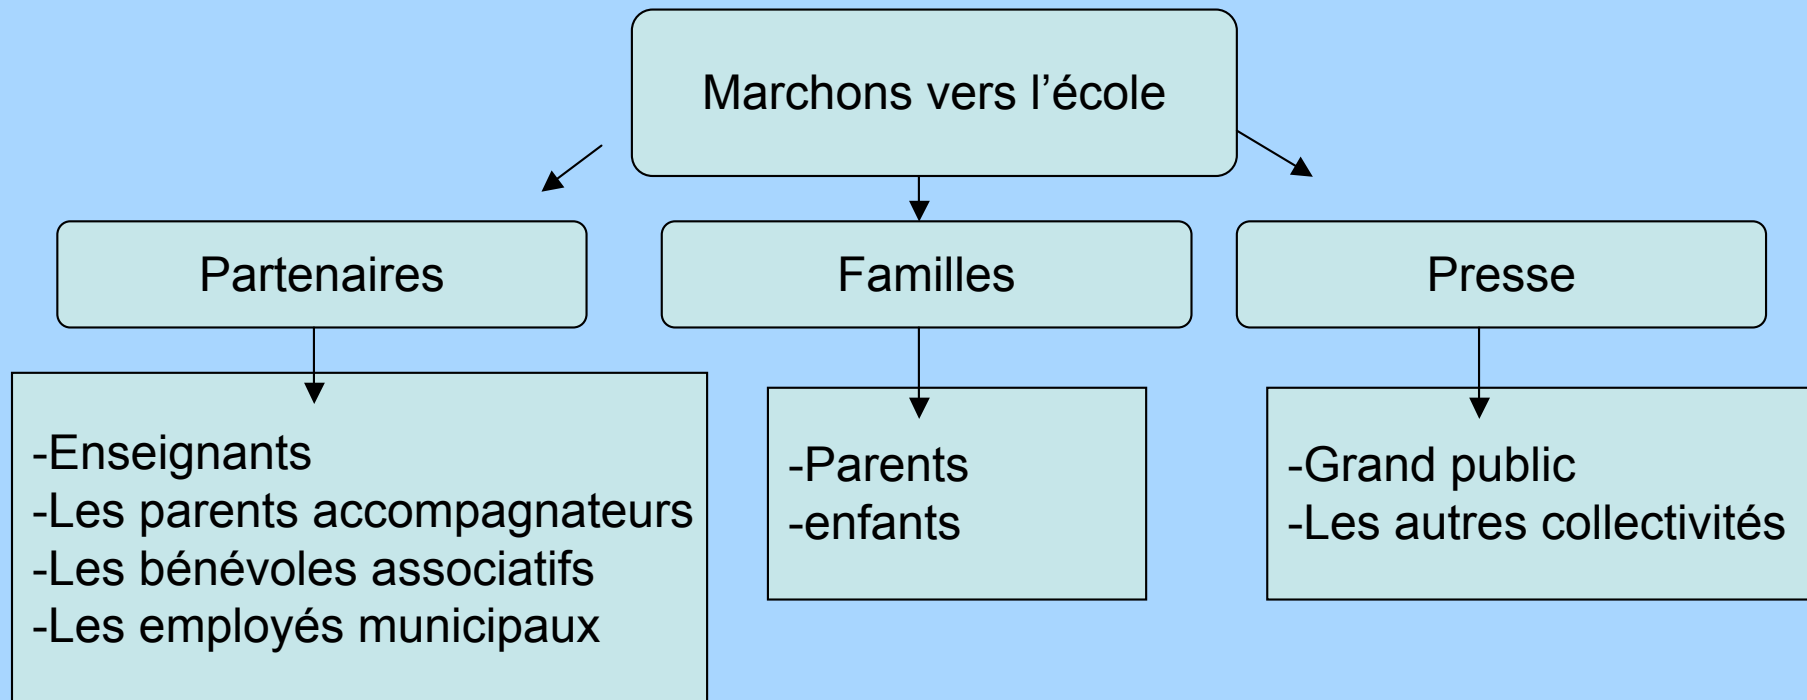 Marchons vers l’école
Partenaires
Familles
Presse
-Enseignants
-Les parents accompagnateurs
-Les bénévoles associatifs
-Les employés municipaux
-Parents
-enfants
-Grand public
-Les autres collectivités